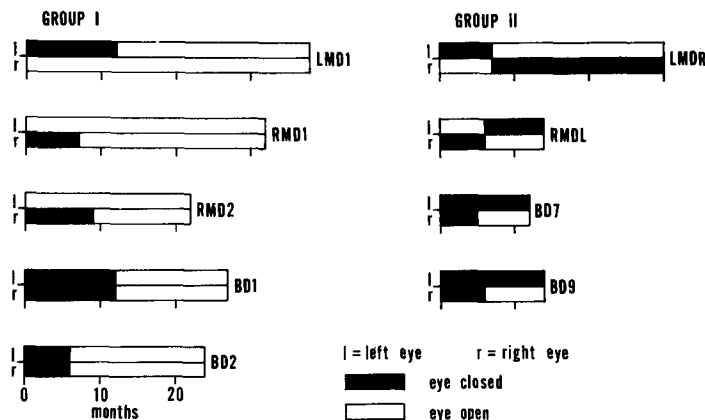 GROUP I
l
r
LMD1
l
r
RMD1
l
r
RMD2
l
r
BD1
l
r
BD2
0 10 20
months
GROUP II
l
r
LMDR
l
r
RMDL
l
r
BD7
l
r
BD9
l = left eye r = right eye
eye closed
eye open